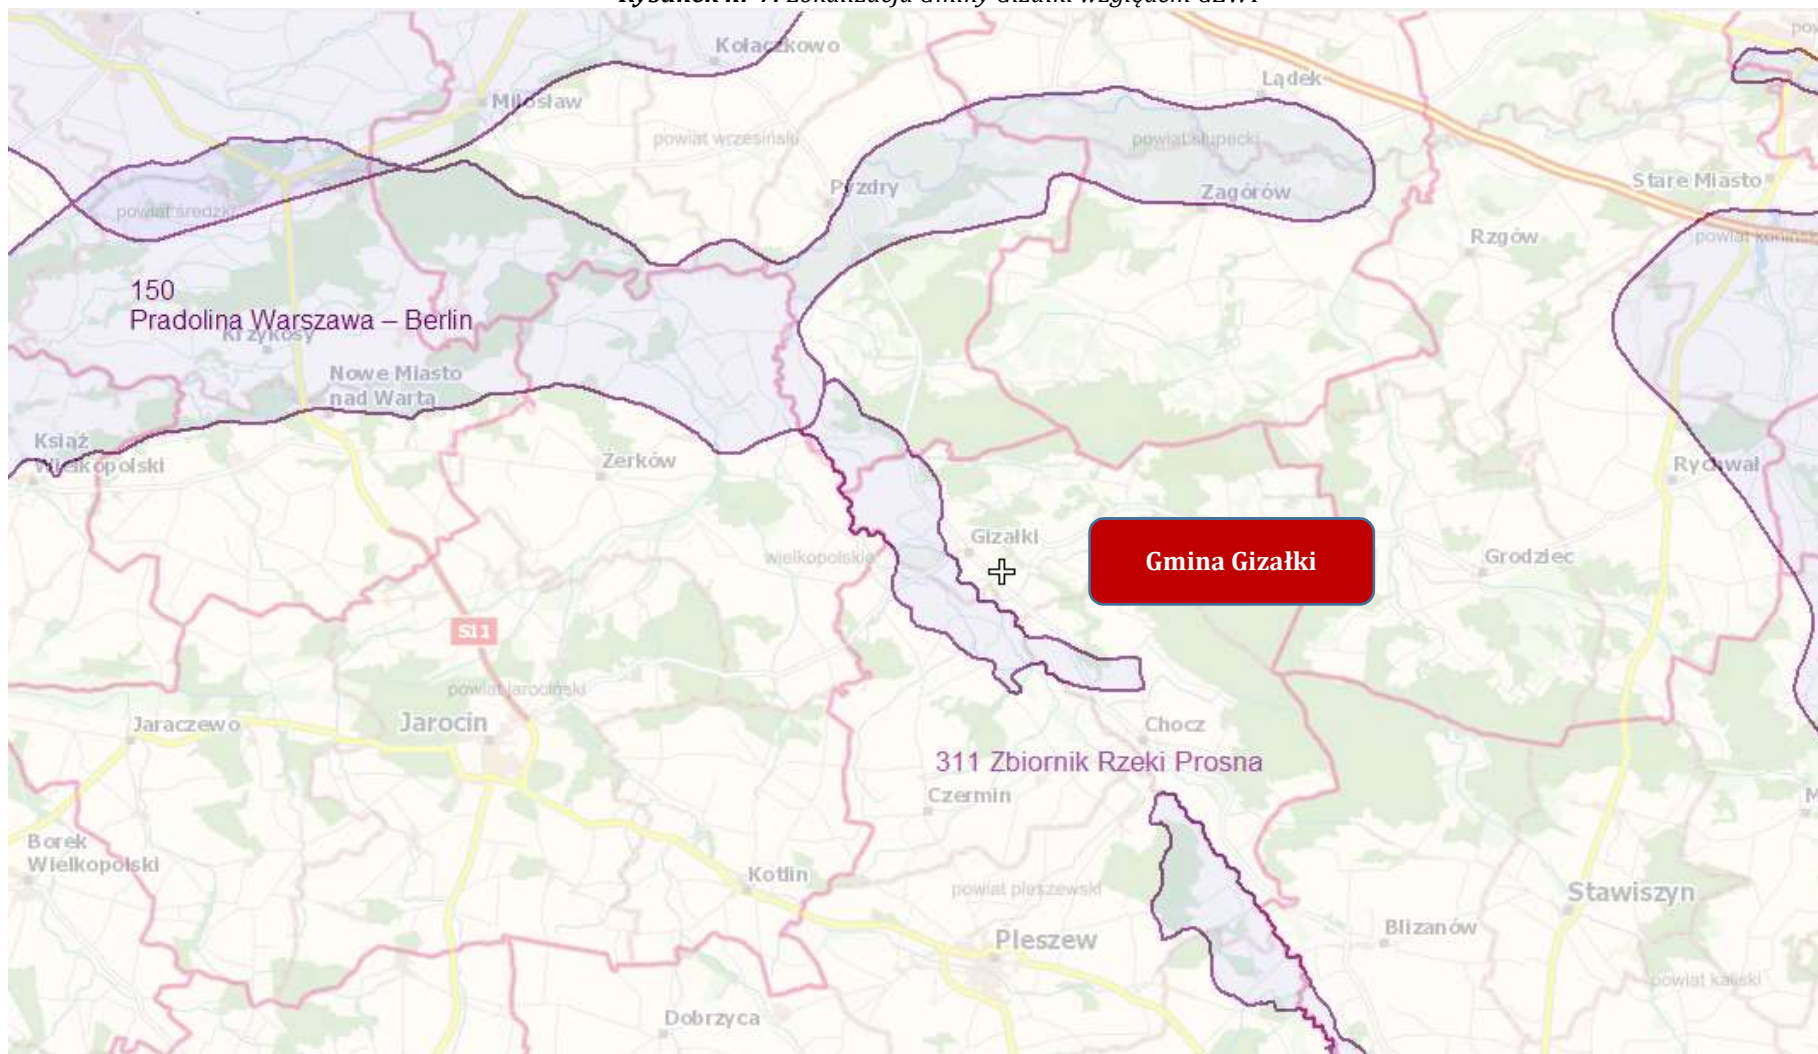 Kołaczkowo
Lądek
Miłosław
powiat wrzesiński
powiat słupecki
Pyzdry
Zagórów
Stare Miasto
powiat średzki
Rzgów
powiat koniński
150
Pradolina Warszawa – Berlin
Krzykosy
Nowe Miasto
nad Wartą
Książ
Wielkopolski
Żerków
Rychwał
Gizałki
wielkopolskie
Gmina Gizałki
Grodziec
S11
powiat jarociński
Jaraczewo
Jarocin
Chocz
311 Zbiornik Rzeki Prosna
Czermin
Borek
Wielkopolski
Kotlin
powiat pleszewski
Stawiszyn
Blizanów
Pleszew
powiat kaliski
Dobrzyca